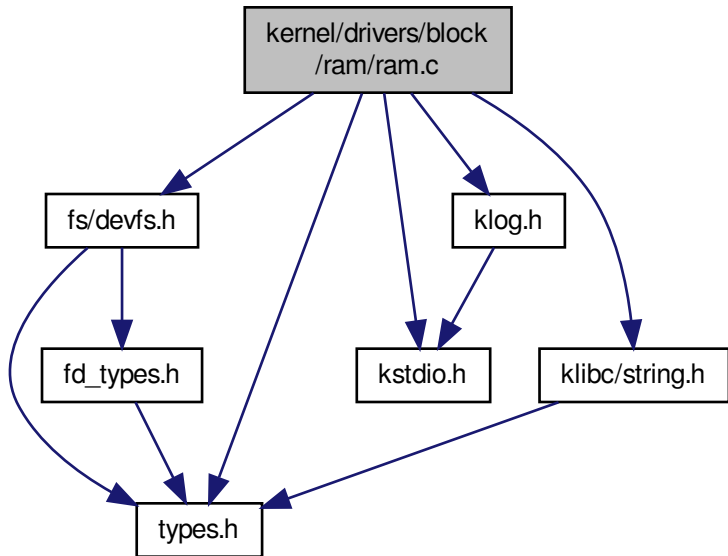 kernel/drivers/block
/ram/ram.c
fs/devfs.h
klog.h
fd_types.h
kstdio.h
klibc/string.h
types.h